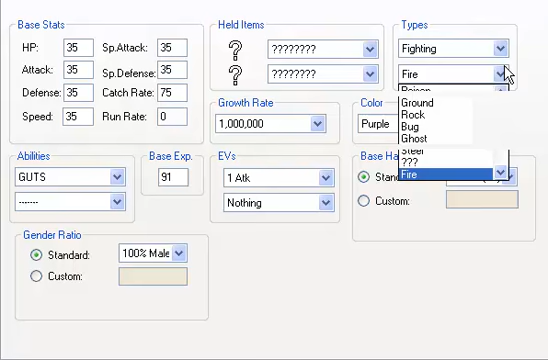 Base Stats
HP: 35 Sp.Attack: 35
Attack: 35 Sp.Defense: 35
Defense: 35 Catch Rate: 75
Speed: 35 Run Rate: 0
Held Items
? ????????
? ????????
Types
Fighting
Fire
Poison
Ground
Rock
Bug
Ghost
Steel
???
Fire
Growth Rate
1,000,000
Color
Purple
Abilities
GUTS
-------
Base Exp.
91
EVs
1 Atk
Nothing
Base Ha
Stan
Custom:
Gender Ratio
Standard: 100% Male
Custom: